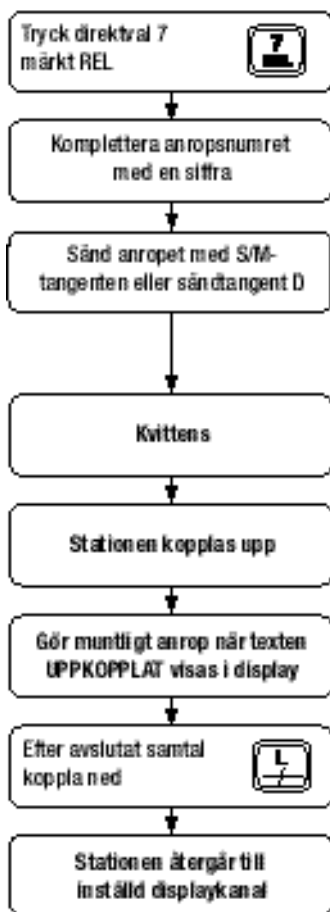 Tryck direktval 7
märkt REL
7
Komplettera anropsnumret
med en siffra
Sänd anropet med S/M-
tangenten eller sändtangent D
Kvittens
Stationen kopplas upp
Gör muntligt anrop när texten
UPPKOPPLAT visas i display
Efter avslutat samtal
koppla ned
L
Stationen återgår till
inställd displaykanal